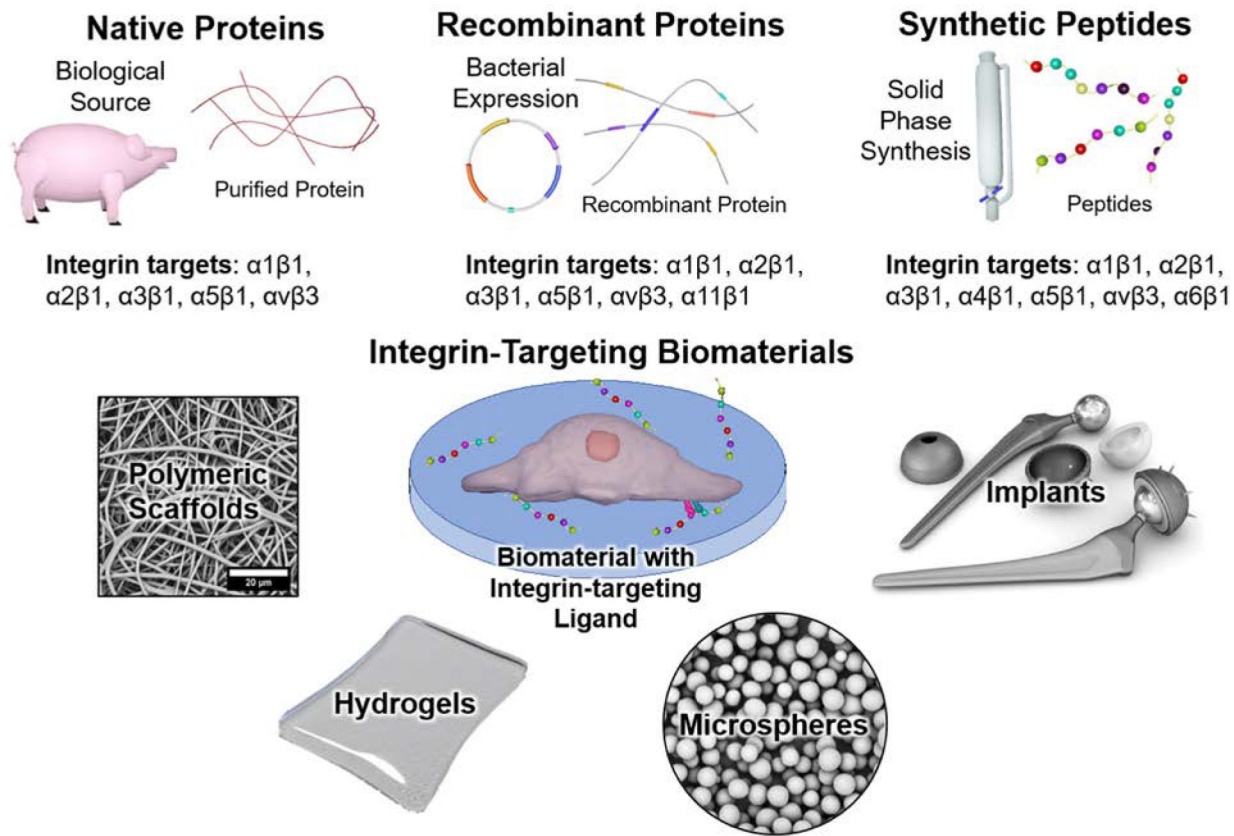 Native Proteins
Biological
Source
Purified Protein
Integrin targets: α1β1,
α2β1, α3β1, α5β1, αvβ3
Recombinant Proteins
Bacterial
Expression
Recombinant Protein
Integrin targets: α1β1, α2β1,
α3β1, α5β1, αvβ3, α11β1
Synthetic Peptides
Solid
Phase
Synthesis
Peptides
Integrin targets: α1β1, α2β1,
α3β1, α4β1, α5β1, αvβ3, α6β1
Integrin-Targeting Biomaterials
Polymeric
Scaffolds
20 µm
Biomaterial with
Integrin-targeting
Ligand
Implants
Hydrogels
Microspheres